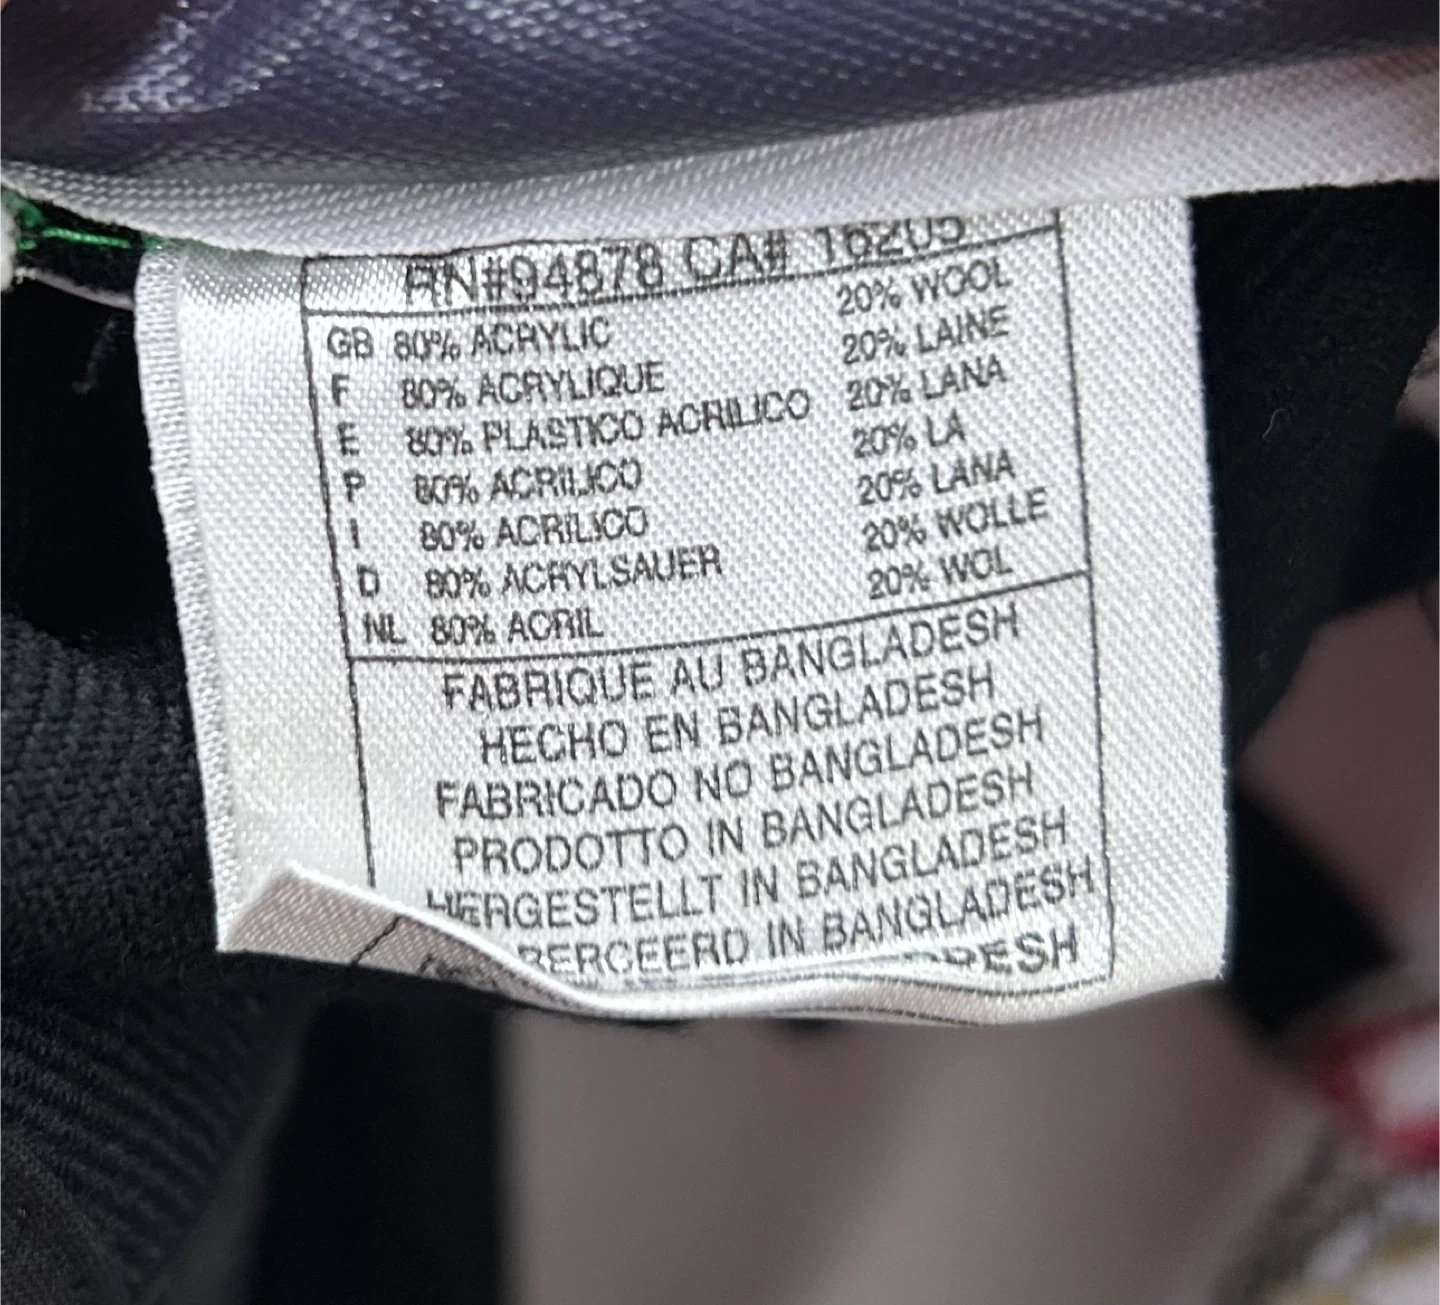 RN#94878 CA# 16205
GB 80% ACRYLIC 20% WOOL
F 80% ACRYLIQUE 20% LAINE
E 80% PLASTICO ACRILICO 20% LANA
P 80% ACRILICO 20% LA
I 80% ACRILICO 20% LANA
D 80% ACRYLSAUER 20% WOLLE
NL 80% ACRIL 20% WOL
FABRIQUE AU BANGLADESH
HECHO EN BANGLADESH
FABRICADO NO BANGLADESH
PRODOTTO IN BANGLADESH
HERGESTELLT IN BANGLADESH
IN BANGLADESH